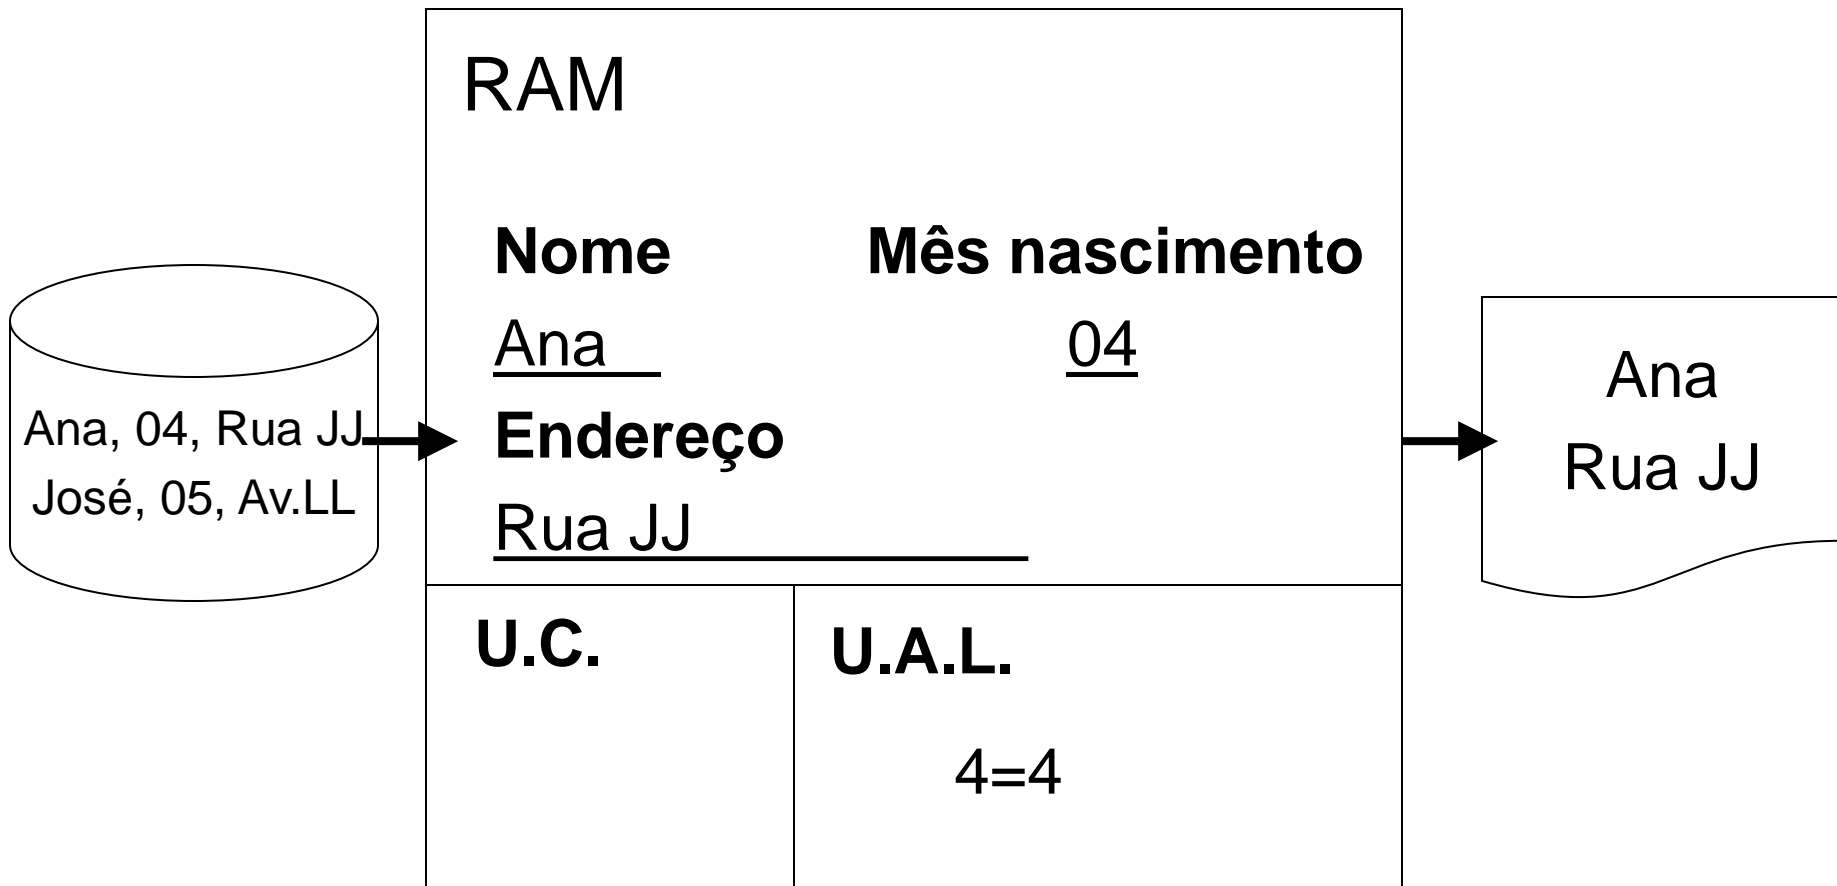 RAM
Nome
Mês nascimento
Ana
04
Endereço
Rua JJ
Ana, 04, Rua JJ
José, 05, Av.LL
U.C.
U.A.L.
4=4
Ana
Rua JJ